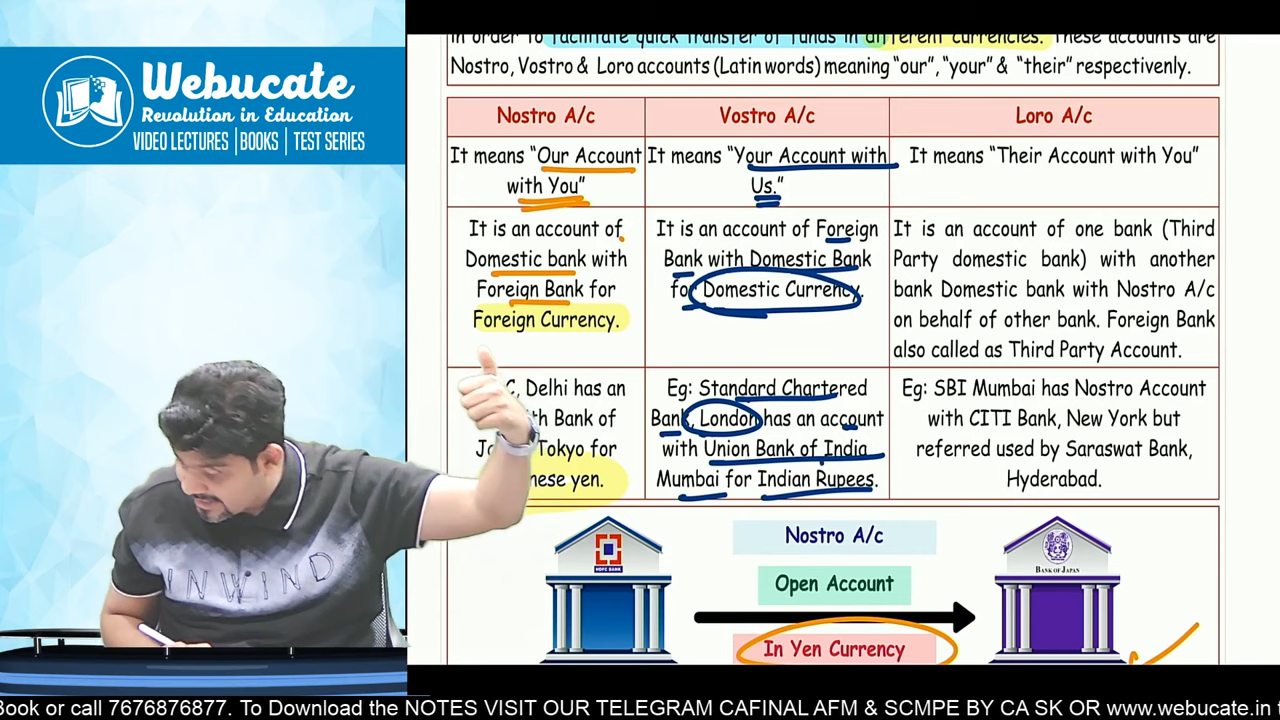 Webucate
Revolution in Education
VIDEO LECTURES | BOOKS | TEST SERIES
in order to facilitate quick transfer of funds in different currencies. These accounts are
Nostro, Vostro & Loro accounts (Latin words) meaning “our”, “your” & “their” respectivenly.
Nostro A/c
Vostro A/c
Loro A/c
It means “Our Account
with You”
It means “Your Account with
Us.”
It means “Their Account with You”
It is an account of
Domestic bank with
Foreign Bank for
Foreign Currency.
It is an account of Foreign
Bank with Domestic Bank
for Domestic Currency.
It is an account of one bank (Third
Party domestic bank) with another
bank Domestic bank with Nostro A/c
on behalf of other bank. Foreign Bank
also called as Third Party Account.
Delhi has an
Bank of
Tokyo for
yen.
Eg: Standard Chartered
Bank, London has an account
with Union Bank of India
Mumbai for Indian Rupees.
Eg: SBI Mumbai has Nostro Account
with CITI Bank, New York but
referred used by Saraswat Bank,
Hyderabad.
HDFC BANK
Nostro A/c
Open Account
In Yen Currency
BANK OF JAPAN
INWIND
Book or call 7676876877. To Download the NOTES VISIT OUR TELEGRAM CAFINAL AFM & SCMPE BY CA SK OR www.webucate.in